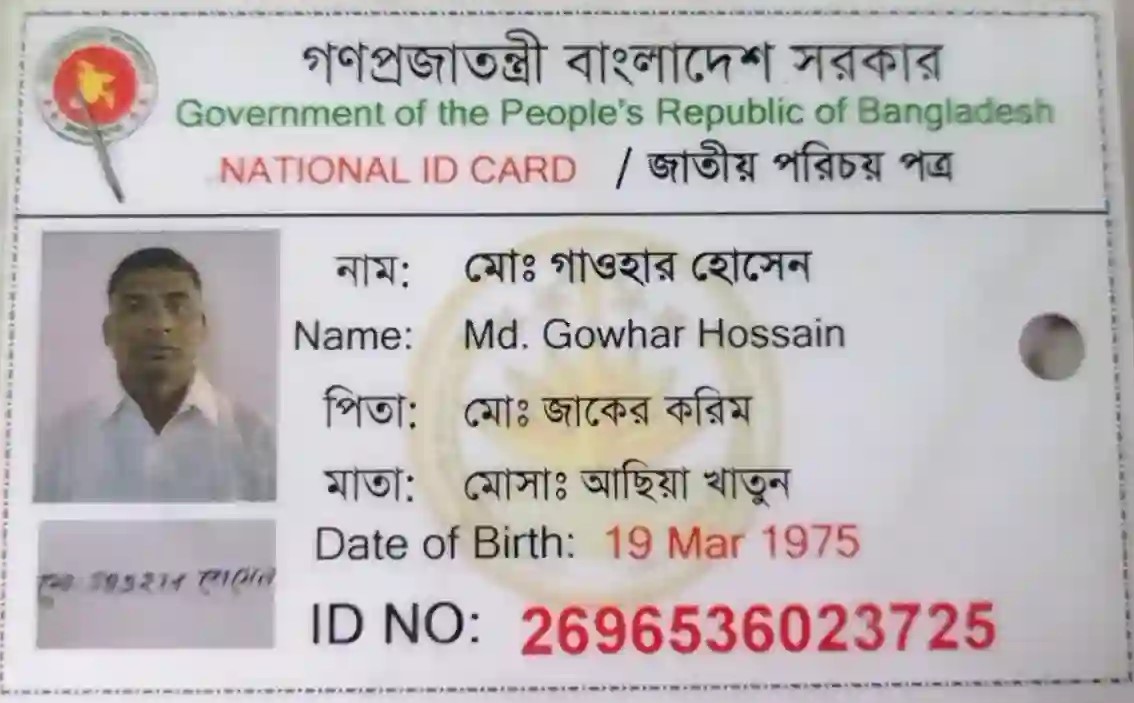 গণপ্রজাতন্ত্রী বাংলাদেশ সরকার
Government of the People's Republic of Bangladesh
NATIONAL ID CARD / জাতীয় পরিচয় পত্র
নাম: মোঃ গাওহার হোসেন
Name: Md. Gowhar Hossain
পিতা: মোঃ জাকের করিম
মাতা: মোসাঃ আছিয়া খাতুন
Date of Birth: 19 Mar 1975
ID NO: 2696536023725